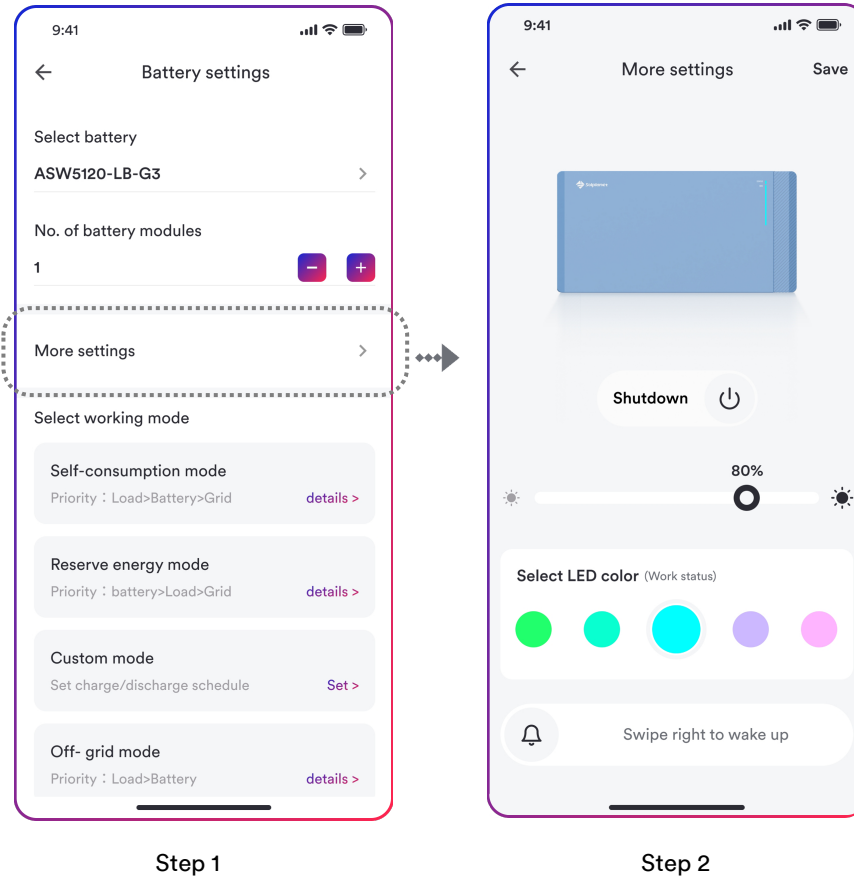 9:41
Battery settings
Select battery
ASW5120-LB-G3
No. of battery modules
1
More settings
Select working mode
Self-consumption mode
Priority：Load>Battery>Grid details >
Reserve energy mode
Priority：battery>Load>Grid details >
Custom mode
Set charge/discharge schedule Set >
Off- grid mode
Priority：Load>Battery details >
Step 1
9:41
More settings Save
Shutdown
80%
Select LED color (Work status)
Swipe right to wake up
Step 2